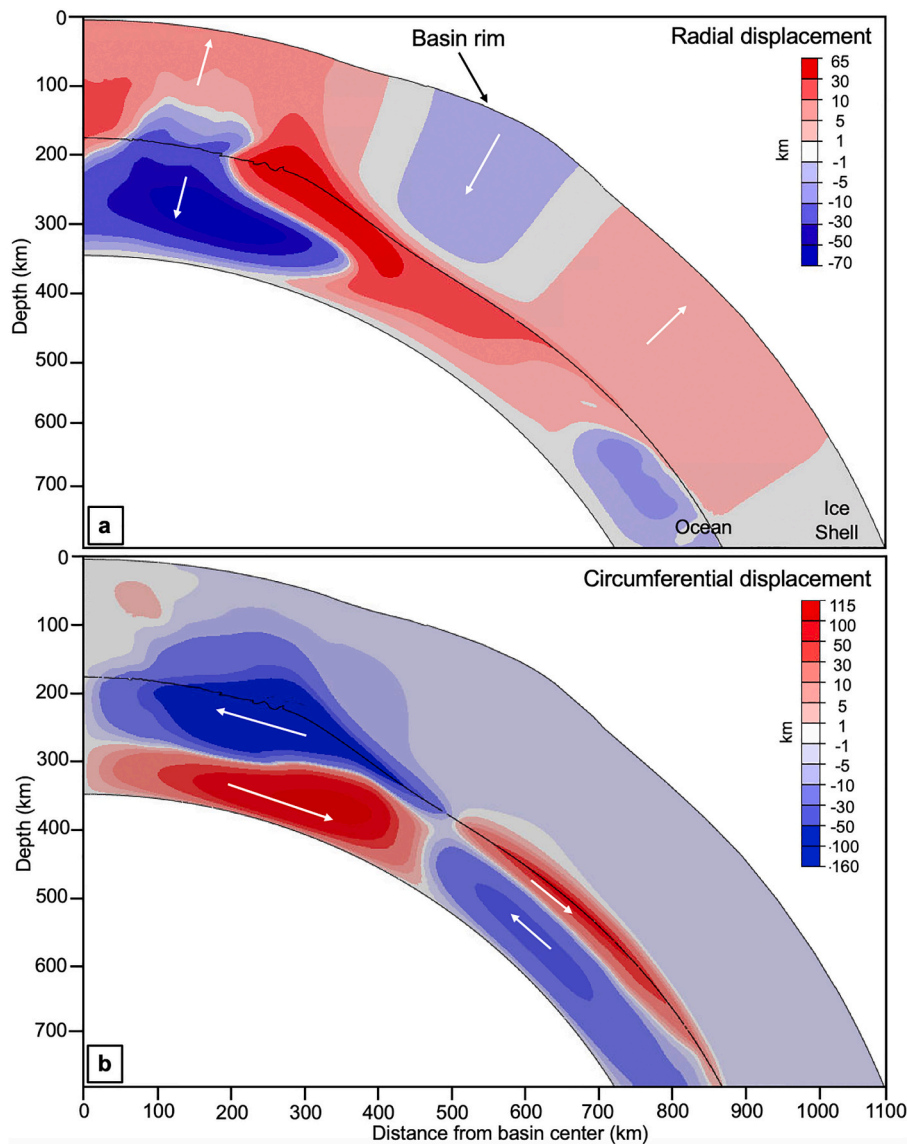 Radial displacement
Basin rim
65
30
10
5
1
-1
-5
-10
-30
-50
-70
km
0
100
200
300
400
500
600
700
Depth (km)
a
Ocean
Ice
Shell
Circumferential displacement
115
100
50
30
10
5
1
-1
-5
-10
-30
-50
-100
-160
km
0
100
200
300
400
500
600
700
Depth (km)
b
0 100 200 300 400 500 600 700 800 900 1000 1100
Distance from basin center (km)